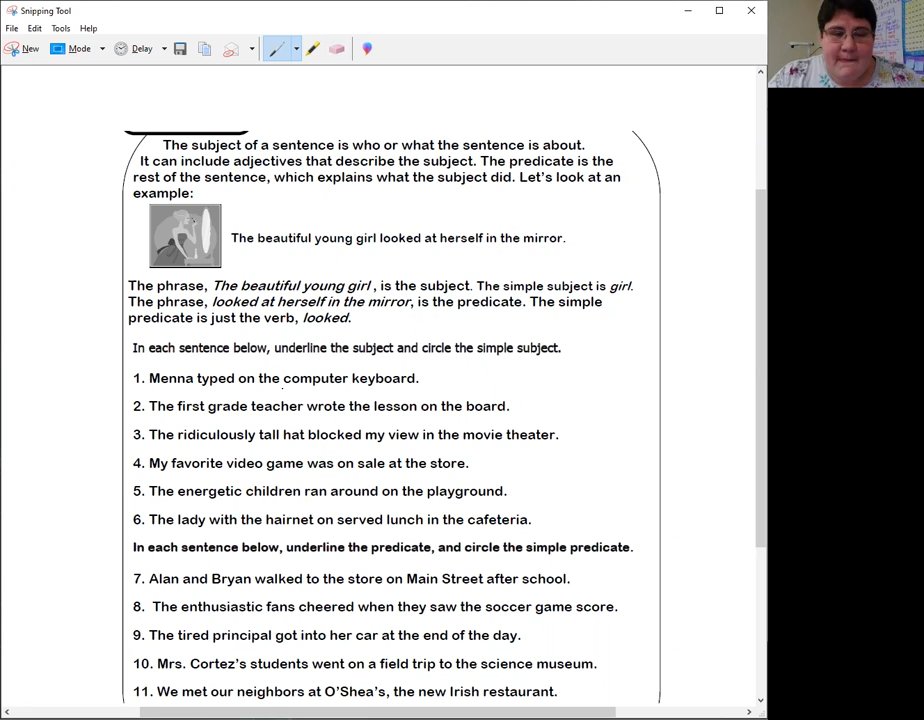 Snipping Tool
File Edit Tools Help
New Mode Delay
The subject of a sentence is who or what the sentence is about.
It can include adjectives that describe the subject. The predicate is the
rest of the sentence, which explains what the subject did. Let's look at an
example:
The beautiful young girl looked at herself in the mirror.
The phrase, The beautiful young girl , is the subject. The simple subject is girl.
The phrase, looked at herself in the mirror, is the predicate. The simple
predicate is just the verb, looked.
In each sentence below, underline the subject and circle the simple subject.
1. Menna typed on the computer keyboard.
2. The first grade teacher wrote the lesson on the board.
3. The ridiculously tall hat blocked my view in the movie theater.
4. My favorite video game was on sale at the store.
5. The energetic children ran around on the playground.
6. The lady with the hairnet on served lunch in the cafeteria.
In each sentence below, underline the predicate, and circle the simple predicate.
7. Alan and Bryan walked to the store on Main Street after school.
8. The enthusiastic fans cheered when they saw the soccer game score.
9. The tired principal got into her car at the end of the day.
10. Mrs. Cortez's students went on a field trip to the science museum.
11. We met our neighbors at O'Shea's, the new Irish restaurant.